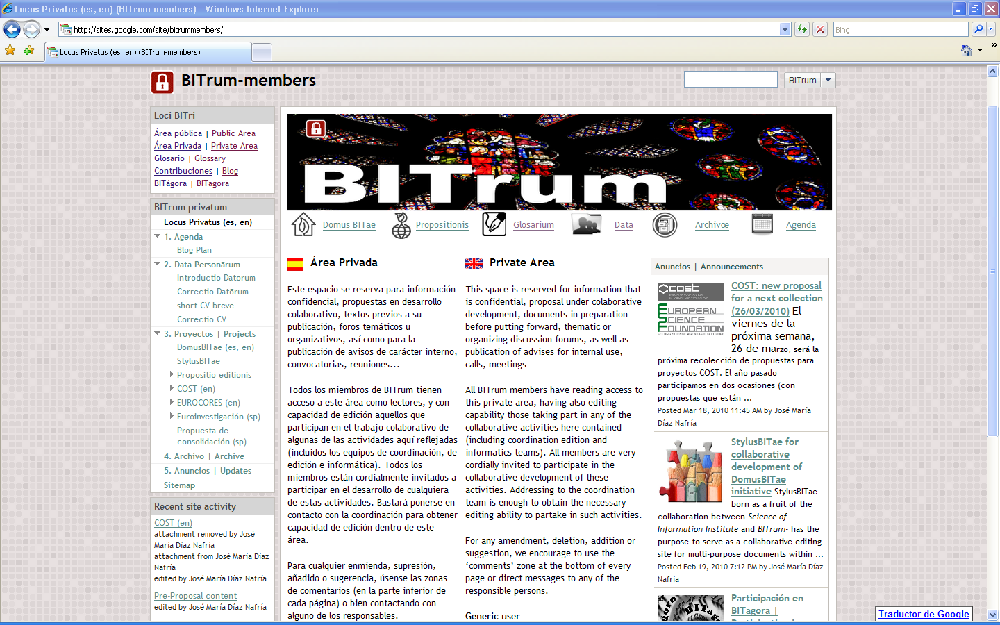 Locus Privatus (es, en) (BITrum-members) - Windows Internet Explorer
http://sites.google.com/site/bitrummembers/
Bing
Locus Privatus (es, en) (BITrum-members)
BITrum-members
BITrum
Loci BITri
Área pública | Public Area
Área Privada | Private Area
Glosario | Glossary
Contribuciones | Blog
BITágora | BITagora
BITrum privatum
Locus Privatus (es, en)
1. Agenda
Blog Plan
2. Data Personārum
Introductio Datorum
Correctio Datōrum
short CV breve
Correctio CV
3. Proyectos | Projects
DomusBITae (es, en)
StylusBITae
Propositio editionis
COST (en)
EUROCORES (en)
Euroinvestigación (sp)
Propuesta de
consolidación (sp)
4. Archivo | Archive
5. Anuncios | Updates
Sitemap
Recent site activity
COST (en)
attachment removed by José
María Díaz Nafría
attachment from José María Díaz
Nafría
edited by José María Díaz Nafría
Pre-Proposal content
edited by José María Díaz Nafría
BITrum
Domus BITae
Propositionis
Glosarium
Data
Archivœ
Agenda
Área Privada
Este espacio se reserva para información
confidencial, propuestas en desarrollo
colaborativo, textos previos a su
publicación, foros temáticos u
organizativos, así como para la
publicación de avisos de carácter interno,
convocatorias, reuniones...
Todos los miembros de BITrum tienen
acceso a este área como lectores, y con
capacidad de edición aquellos que
participan en el trabajo colaborativo de
algunas de las actividades aquí reflejadas
(incluidos los equipos de coordinación, de
edición e informática). Todos los
miembros están cordialmente invitados a
participar en el desarrollo de cualquiera
de estas actividades. Bastará ponerse en
contacto con la coordinación para obtener
capacidad de edición dentro de este
área.
Para cualquier enmienda, supresión,
añadido o sugerencia, úsense las zonas
de comentarios (en la parte inferior de
cada página) o bien contactando con
alguno de los responsables.
Private Area
This space is reserved for information that
is confidential, proposal under colaborative
development, documents in preparation
before putting forward, thematic or
organizing discussion forums, as well as
publication of advises for internal use,
calls, meetings…
All BITrum members have reading access to
this private area, having also editing
capability those taking part in any of the
collaborative activities here contained
(including coordination edition and
informatics teams). All members are very
cordially invited to participate in the
collaborative development of these
activities. Addressing to the coordination
team is enough to obtain the necessary
editing ability to partake in such activities.
For any amendment, deletion, addition or
suggestion, we encourage to use the
‘comments’ zone at the bottom of every
page or direct messages to any of the
responsible persons.
Generic user
Anuncios | Announcements
cost
EUROPEAN
SCIENCE
FOUNDATION
SETTING SCIENCE AGENDAS FOR EUROPE
COST: new proposal
for a next collection
(26/03/2010) El
viernes de la
próxima semana,
26 de marzo, será la
próxima recolección de propuestas para
proyectos COST. El año pasado
participamos en dos ocasiones (con
propuestas que están ...
Posted Mar 18, 2010 11:45 AM by José María
Díaz Nafría
StylusBITae for
collaborative
development of
DomusBITae
initiative StylusBITae -
born as a fruit of the
collaboration between Science of
Information Institute and BITrum- has the
purpose to serve as a collaborative editing
site for multi-purpose documents within ...
Posted Feb 19, 2010 7:12 PM by José María Díaz
Nafría
Participación en
BITagora |
Traductor de Google